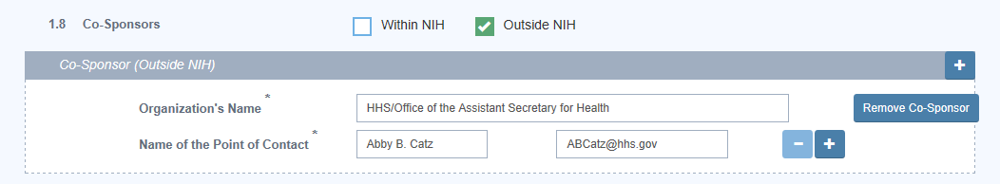 1.8 Co-Sponsors Within NIH Outside NIH
Co-Sponsor (Outside NIH) +
Organization's Name * HHS/Office of the Assistant Secretary for Health Remove Co-Sponsor
Name of the Point of Contact * Abby B. Catz ABCatz@hhs.gov - +